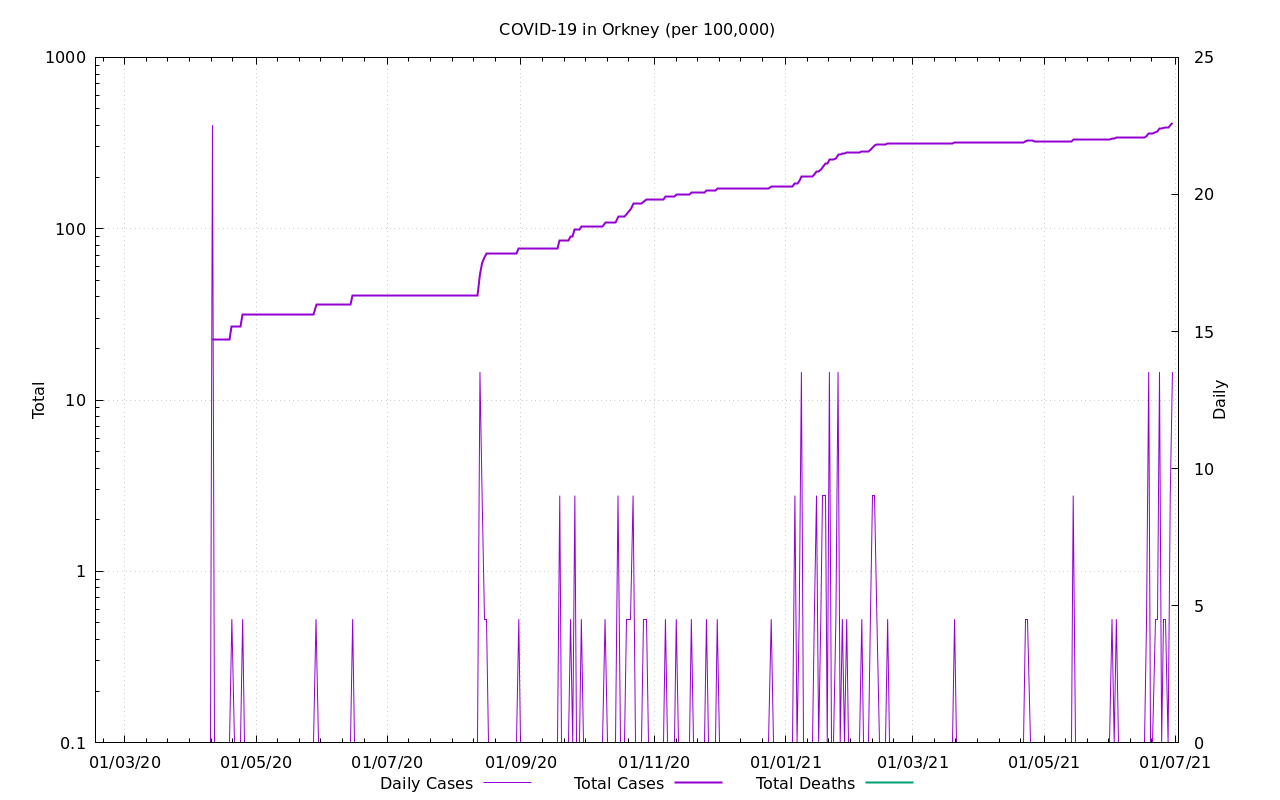 COVID-19 in Orkney (per 100,000)
1000
100
10
1
0.1
25
20
15
10
5
0
Total
Daily
01/03/20 01/05/20 01/07/20 01/09/20 01/11/20 01/01/21 01/03/21 01/05/21 01/07/21
Daily Cases Total Cases Total Deaths